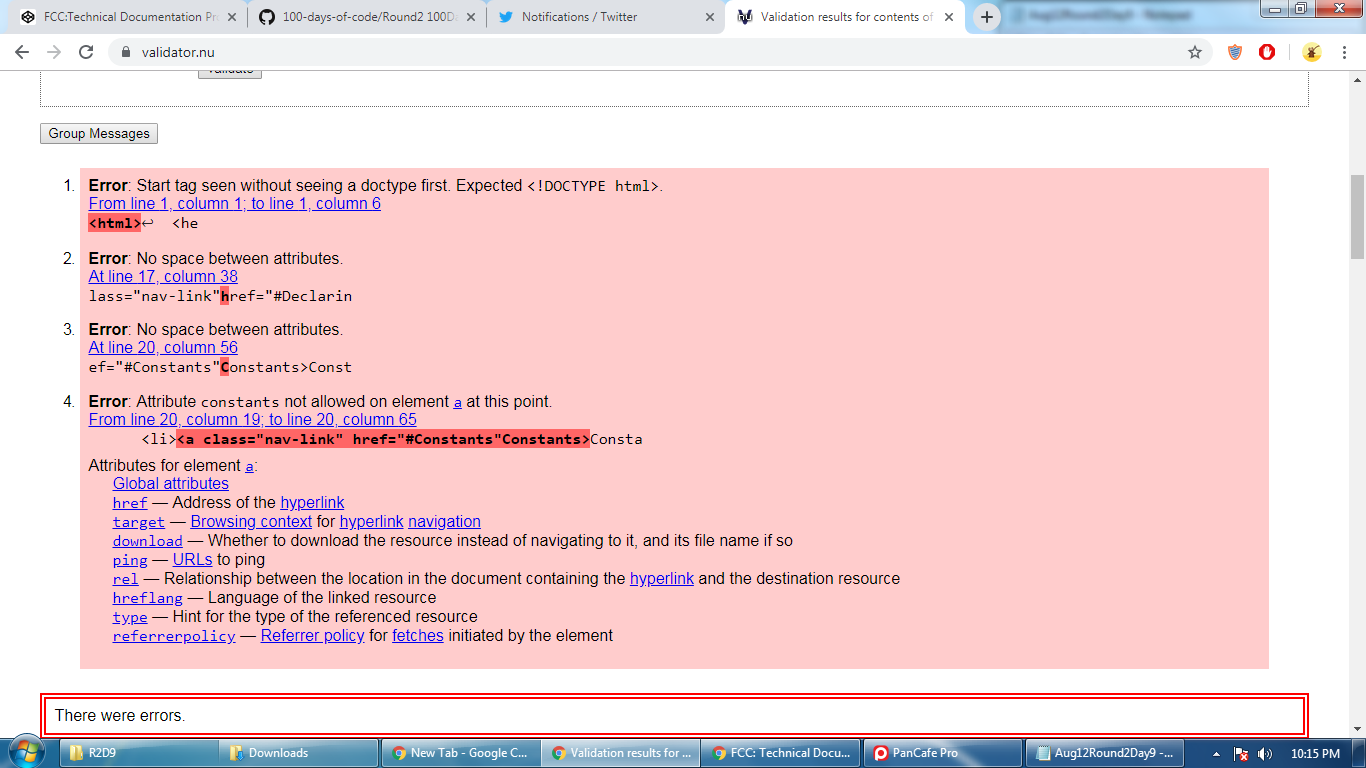 FCC:Technical Documentation Pr
100-days-of-code/Round2 100Da
Notifications / Twitter
Validation results for contents of
Aug12Round2Day9 - Notepad
validator.nu
Validate
Group Messages
1. Error: Start tag seen without seeing a doctype first. Expected <!DOCTYPE html>.
From line 1, column 1; to line 1, column 6
<html>↩  <he
2. Error: No space between attributes.
At line 17, column 38
lass="nav-link"href="#Declarin
3. Error: No space between attributes.
At line 20, column 56
ef="#Constants"Constants>Const
4. Error: Attribute constants not allowed on element a at this point.
From line 20, column 19; to line 20, column 65
<li><a class="nav-link" href="#Constants"Constants>Consta
Attributes for element a:
Global attributes
href — Address of the hyperlink
target — Browsing context for hyperlink navigation
download — Whether to download the resource instead of navigating to it, and its file name if so
ping — URLs to ping
rel — Relationship between the location in the document containing the hyperlink and the destination resource
hreflang — Language of the linked resource
type — Hint for the type of the referenced resource
referrerpolicy — Referrer policy for fetches initiated by the element
There were errors.
R2D9
Downloads
New Tab - Google C...
Validation results for ...
FCC: Technical Docu...
PanCafe Pro
Aug12Round2Day9 -...
10:15 PM